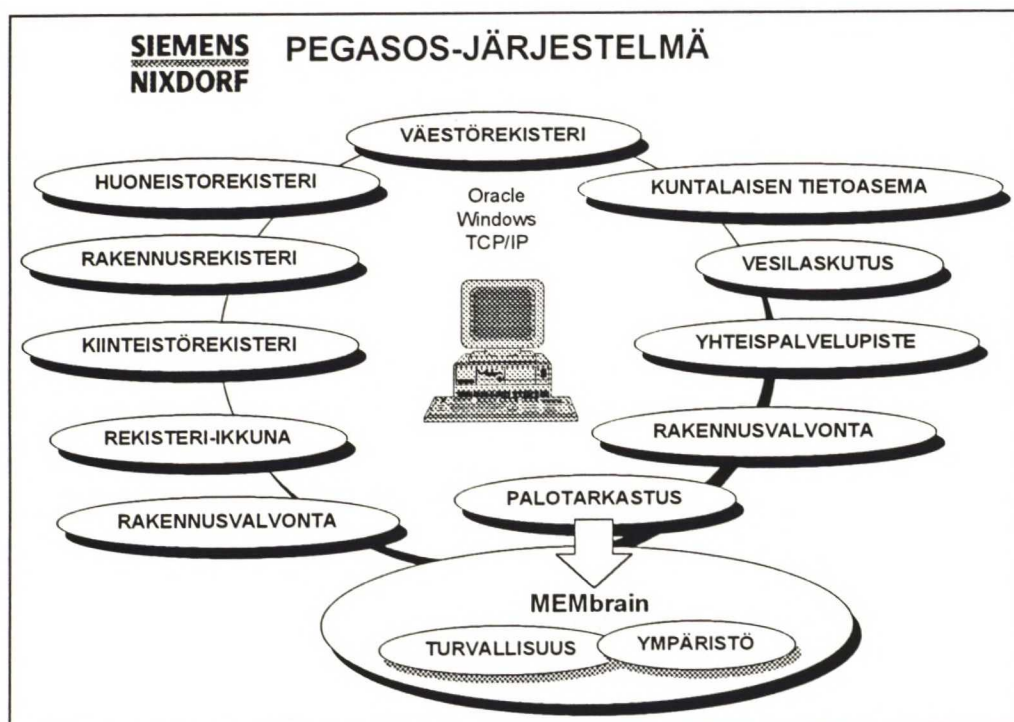 SIEMENS
NIXDORF
PEGASOS-JÄRJESTELMÄ
VÄESTÖREKISTERI
HUONEISTOREKISTERI
KUNTALAISEN TIETOASEMA
Oracle
Windows
TCP/IP
RAKENNUSREKISTERI
VESILASKUTUS
KIINTEISTÖREKISTERI
YHTEISPALVELUPISTE
REKISTERI-IKKUNA
RAKENNUSVALVONTA
PALOTARKASTUS
RAKENNUSVALVONTA
MEMbrain
TURVALLISUUS
YMPÄRISTÖ